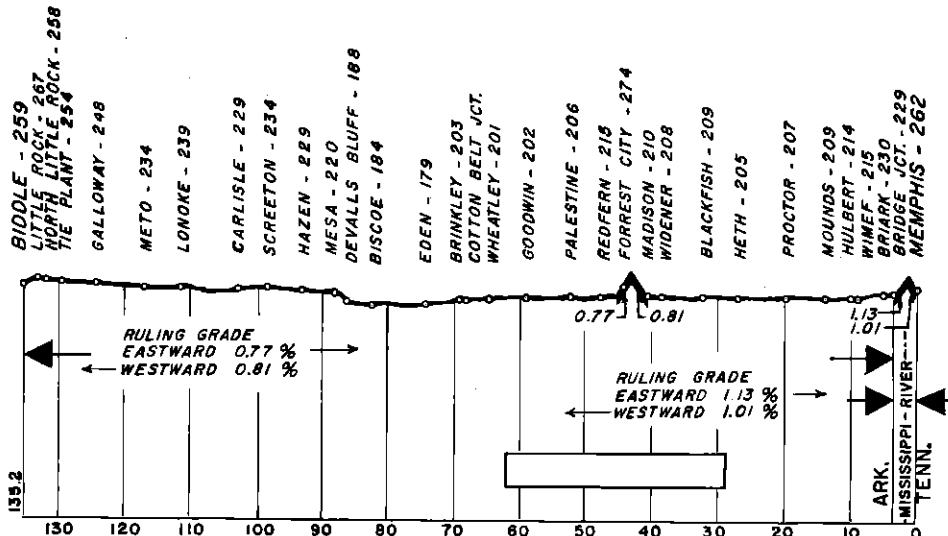 BIDDLE - 259
LITTLE ROCK - 267
NORTH LITTLE ROCK - 258
TIE PLANT - 254
GALLOWAY - 248
METO - 234
LONOKE - 239
CARLISLE - 229
SCREETON - 234
HAZEN - 229
MESA - 220
DEVALLS BLUFF - 188
BISCOE - 184
EDEN - 179
BRINKLEY - 203
COTTON BELT JCT.
WHEATLEY - 201
GOODWIN - 202
PALESTINE - 206
REDFERN - 215
FORREST CITY - 274
MADISON - 210
WIDENER - 208
BLACKFISH - 209
HETH - 205
PROCTOR - 207
MOUNDS - 209
HULBERT - 214
WIMEF - 215
BRIARK - 230
BRIDGE JCT. - 229
MEMPHIS - 262
0.77 0.81
1.13
1.01
RULING GRADE
EASTWARD 0.77 %
WESTWARD 0.81 %
RULING GRADE
EASTWARD 1.13 %
WESTWARD 1.01 %
135.2
ARK.
MISSISSIPPI - RIVER
TENN.
130 120 110 100 90 80 70 60 50 40 30 20 10 0